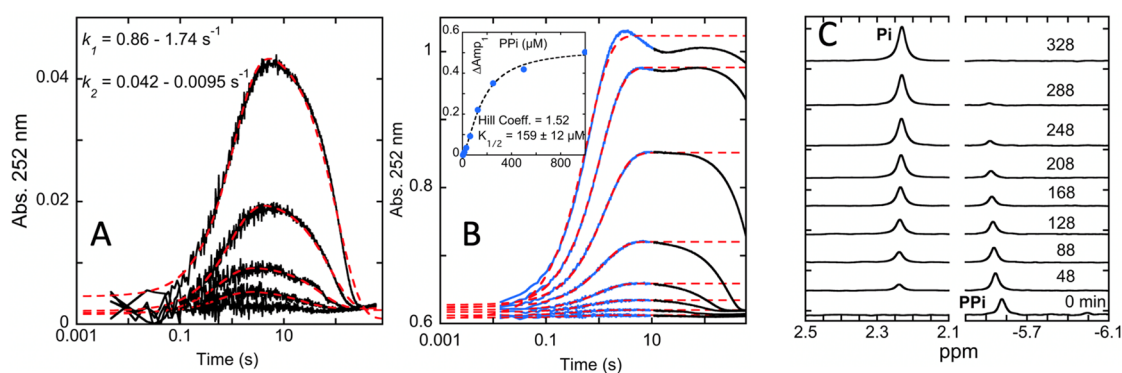 A
k1 = 0.86 - 1.74 s-1
k2 = 0.042 - 0.0095 s-1
Abs. 252 nm
0.04
0.02
0
0.001
0.1
10
Time (s)
B
Abs. 252 nm
1
0.8
0.6
0.001
0.1
10
Time (s)
PPi (µM)
ΔAmp1
0.6
0.4
0.2
0
0
400
800
Hill Coeff. = 1.52
K1/2 = 159 ± 12 µM
C
Pi
328
288
248
208
168
128
88
48
PPi
0 min
2.5
2.3
2.1
-5.7
-6.1
ppm